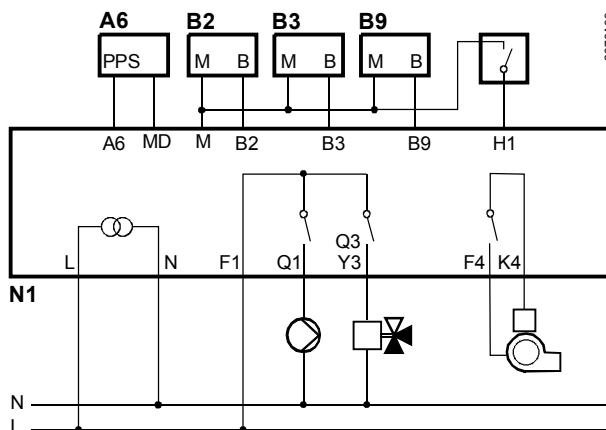 A6 B2 B3 B9
PPS M B M B M B
A6 MD M B2 B3 B9 H1
Q3
L N F1 Q1 Y3 F4 K4
N1
N
L